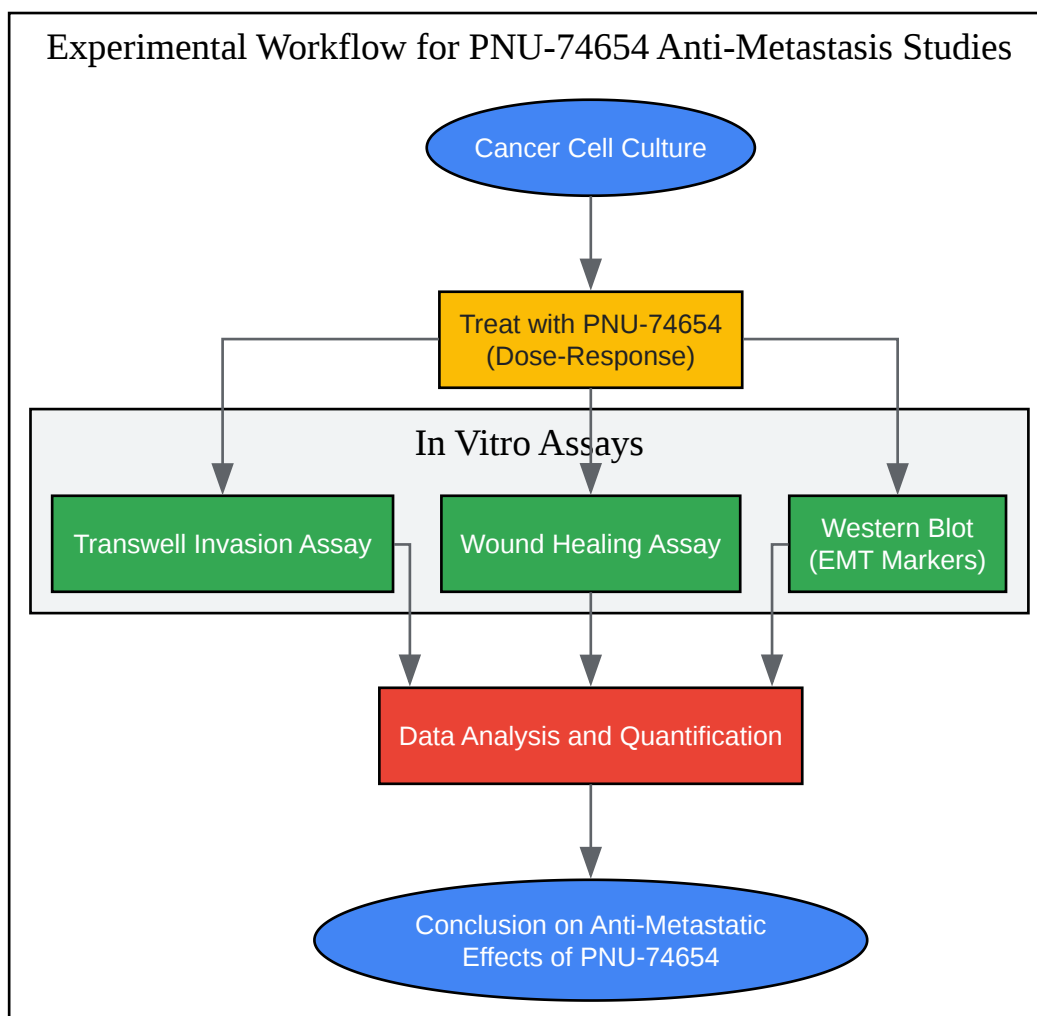 Experimental Workflow for PNU-74654 Anti-Metastasis Studies
Cancer Cell Culture
Treat with PNU-74654
(Dose-Response)
In Vitro Assays
Transwell Invasion Assay
Wound Healing Assay
Western Blot
(EMT Markers)
Data Analysis and Quantification
Conclusion on Anti-Metastatic
Effects of PNU-74654